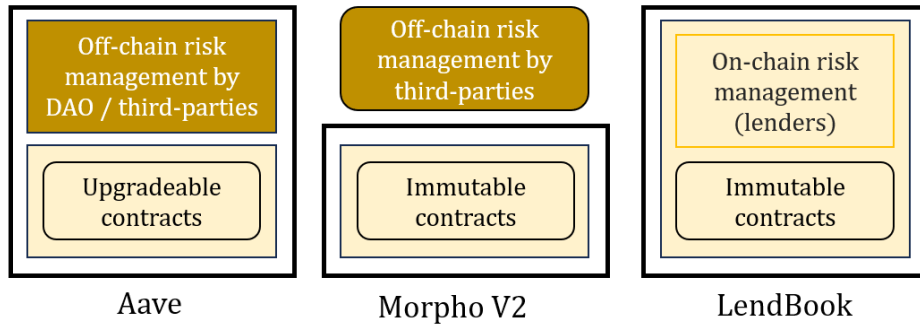 Off-chain risk
management by
DAO / third-parties
Upgradeable
contracts
Aave
Off-chain risk
management by
third-parties
Immutable
contracts
Morpho V2
On-chain risk
management
(lenders)
Immutable
contracts
LendBook